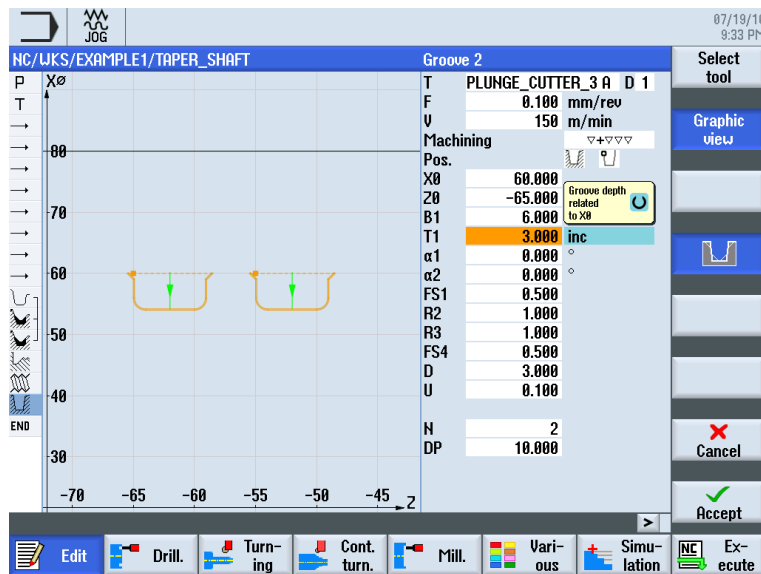 07/19/1
9:33 PM
JOG
NC/WKS/EXAMPLE1/TAPER_SHAFT
Groove 2
Select tool
P
T
END
XØ
80
70
60
50
40
30
-70 -65 -60 -55 -50 -45 Z
T PLUNGE_CUTTER_3 A D 1
F 0.100 mm/rev
V 150 m/min
Machining ▽+▽▽▽
Pos.
X0 60.000
Z0 -65.000
B1 6.000
T1 3.000 inc
α1 0.000 °
α2 0.000 °
FS1 0.500
R2 1.000
R3 1.000
FS4 0.500
D 3.000
U 0.100
N 2
DP 10.000
Groove depth
related
to X0
Graphic view
Cancel
Accept
>
Edit
Drill.
Turn-
ing
Cont.
turn.
Mill.
Vari-
ous
Simu-
lation
NC
Ex-
ecute